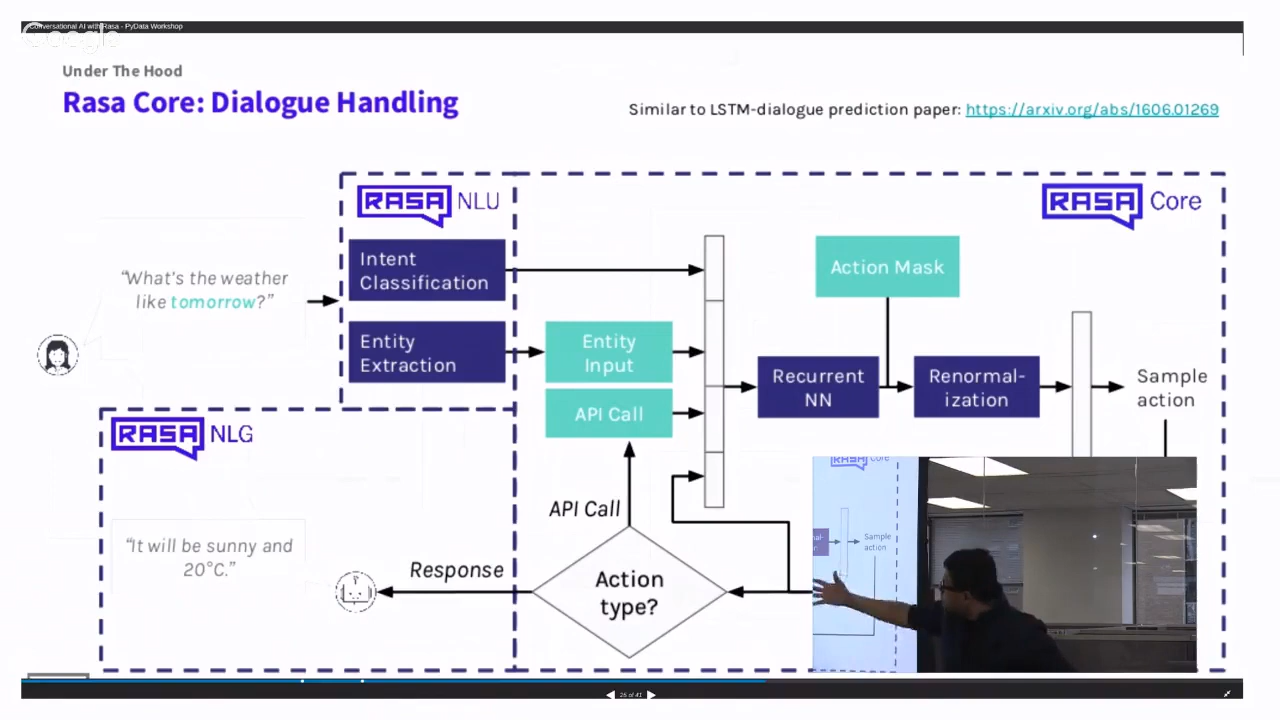 Conversational AI with Rasa - PyData Workshop
Google
Under The Hood
Rasa Core: Dialogue Handling
Similar to LSTM-dialogue prediction paper: https://arxiv.org/abs/1606.01269
RASA NLU
RASA Core
Intent
Classification
Action Mask
"What's the weather
like tomorrow?"
Entity
Extraction
Entity
Input
Recurrent
NN
Renormal-
ization
Sample
action
API Call
RASA NLG
API Call
"It will be sunny and
20°C."
Response
Action
type?
Core
Sample
action
26 of 41